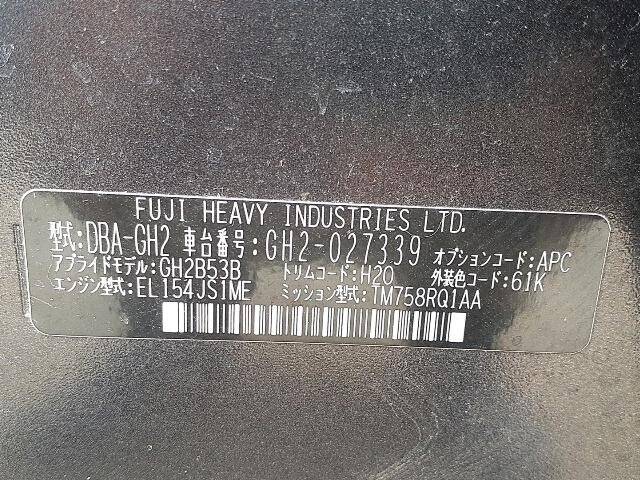 FUJI HEAVY INDUSTRIES LTD.
型式:DBA-GH2 車台番号:GH2-027339 オプションコード:APC
アプライドモデル:GH2B53B トリムコード:H20 外装色コード:61K
エンジン型式:EL154JS1ME ミッション型式:TM758RQ1AA